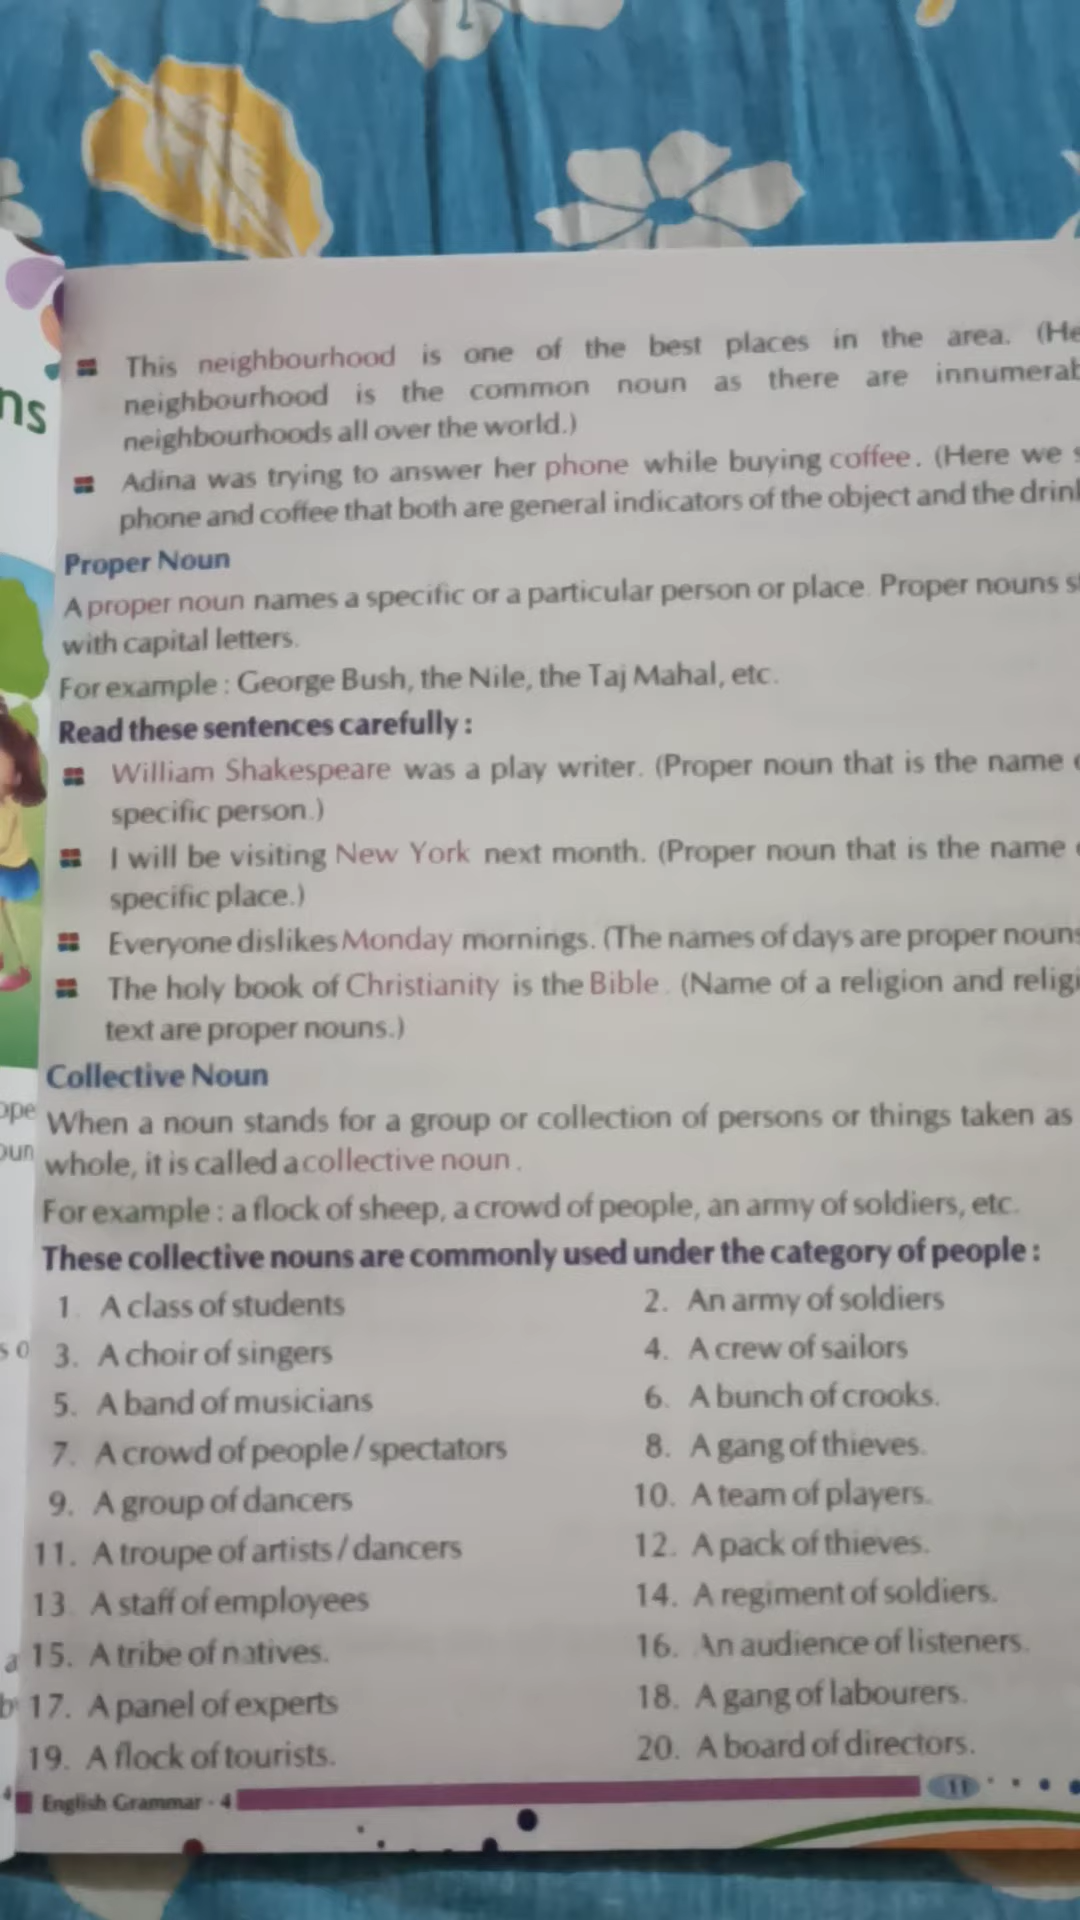 ns
This neighbourhood is one of the best places in the area. (He
neighbourhood is the common noun as there are innumerab
neighbourhoods all over the world.)
Adina was trying to answer her phone while buying coffee. (Here we s
phone and coffee that both are general indicators of the object and the drin
Proper Noun
A proper noun names a specific or a particular person or place. Proper nouns s
with capital letters.
For example : George Bush, the Nile, the Taj Mahal, etc.
Read these sentences carefully :
William Shakespeare was a play writer. (Proper noun that is the name
specific person.)
I will be visiting New York next month. (Proper noun that is the name
specific place.)
Everyone dislikes Monday mornings. (The names of days are proper nouns
The holy book of Christianity is the Bible. (Name of a religion and religi
text are proper nouns.)
Collective Noun
ope
When a noun stands for a group or collection of persons or things taken as
oun
whole, it is called a collective noun.
For example : a flock of sheep, a crowd of people, an army of soldiers, etc.
These collective nouns are commonly used under the category of people :
1. A class of students
2. An army of soldiers
s o
3. A choir of singers
4. A crew of sailors
5. A band of musicians
6. A bunch of crooks.
7. A crowd of people / spectators
8. A gang of thieves.
9. A group of dancers
10. A team of players.
11. A troupe of artists / dancers
12. A pack of thieves.
13. A staff of employees
14. A regiment of soldiers.
a
15. A tribe of natives.
16. An audience of listeners.
b
17. A panel of experts
18. A gang of labourers.
19. A flock of tourists.
20. A board of directors.
4
English Grammar - 4
11